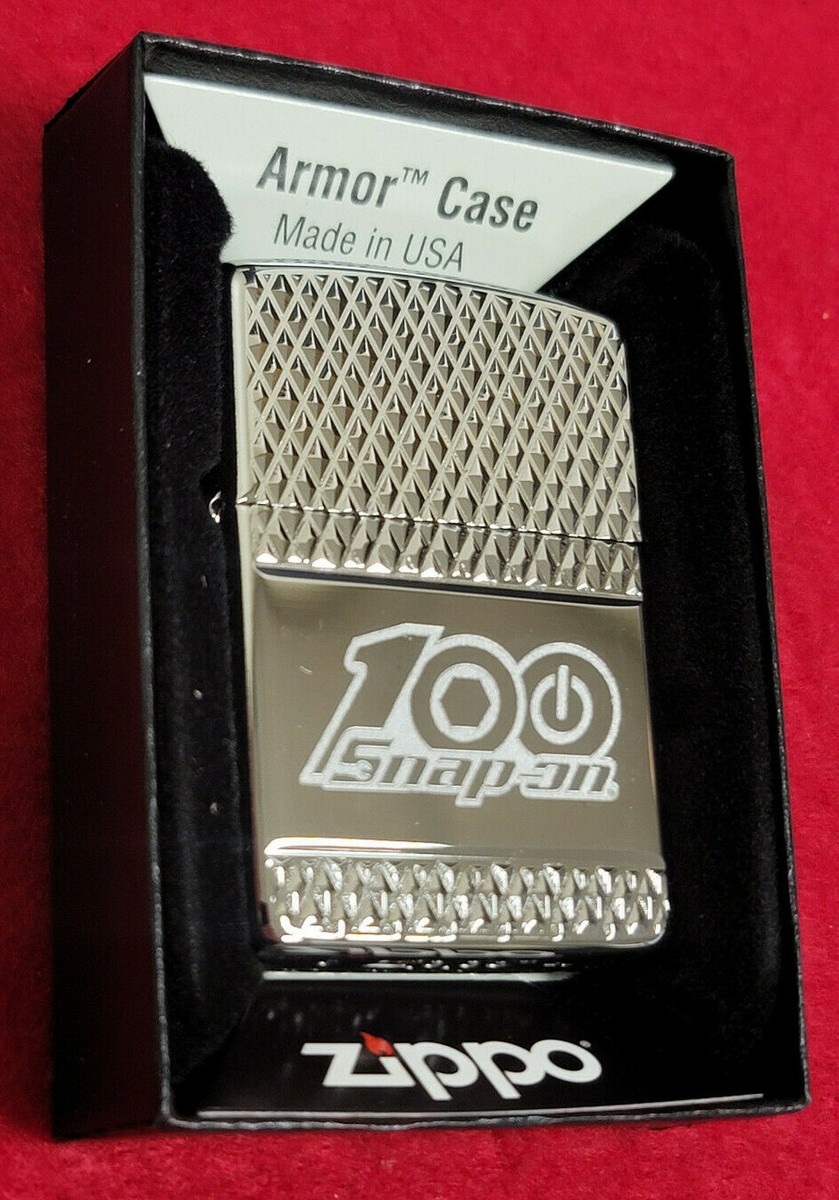 Armor™ Case
Made in USA
100
Snap-on
zippo